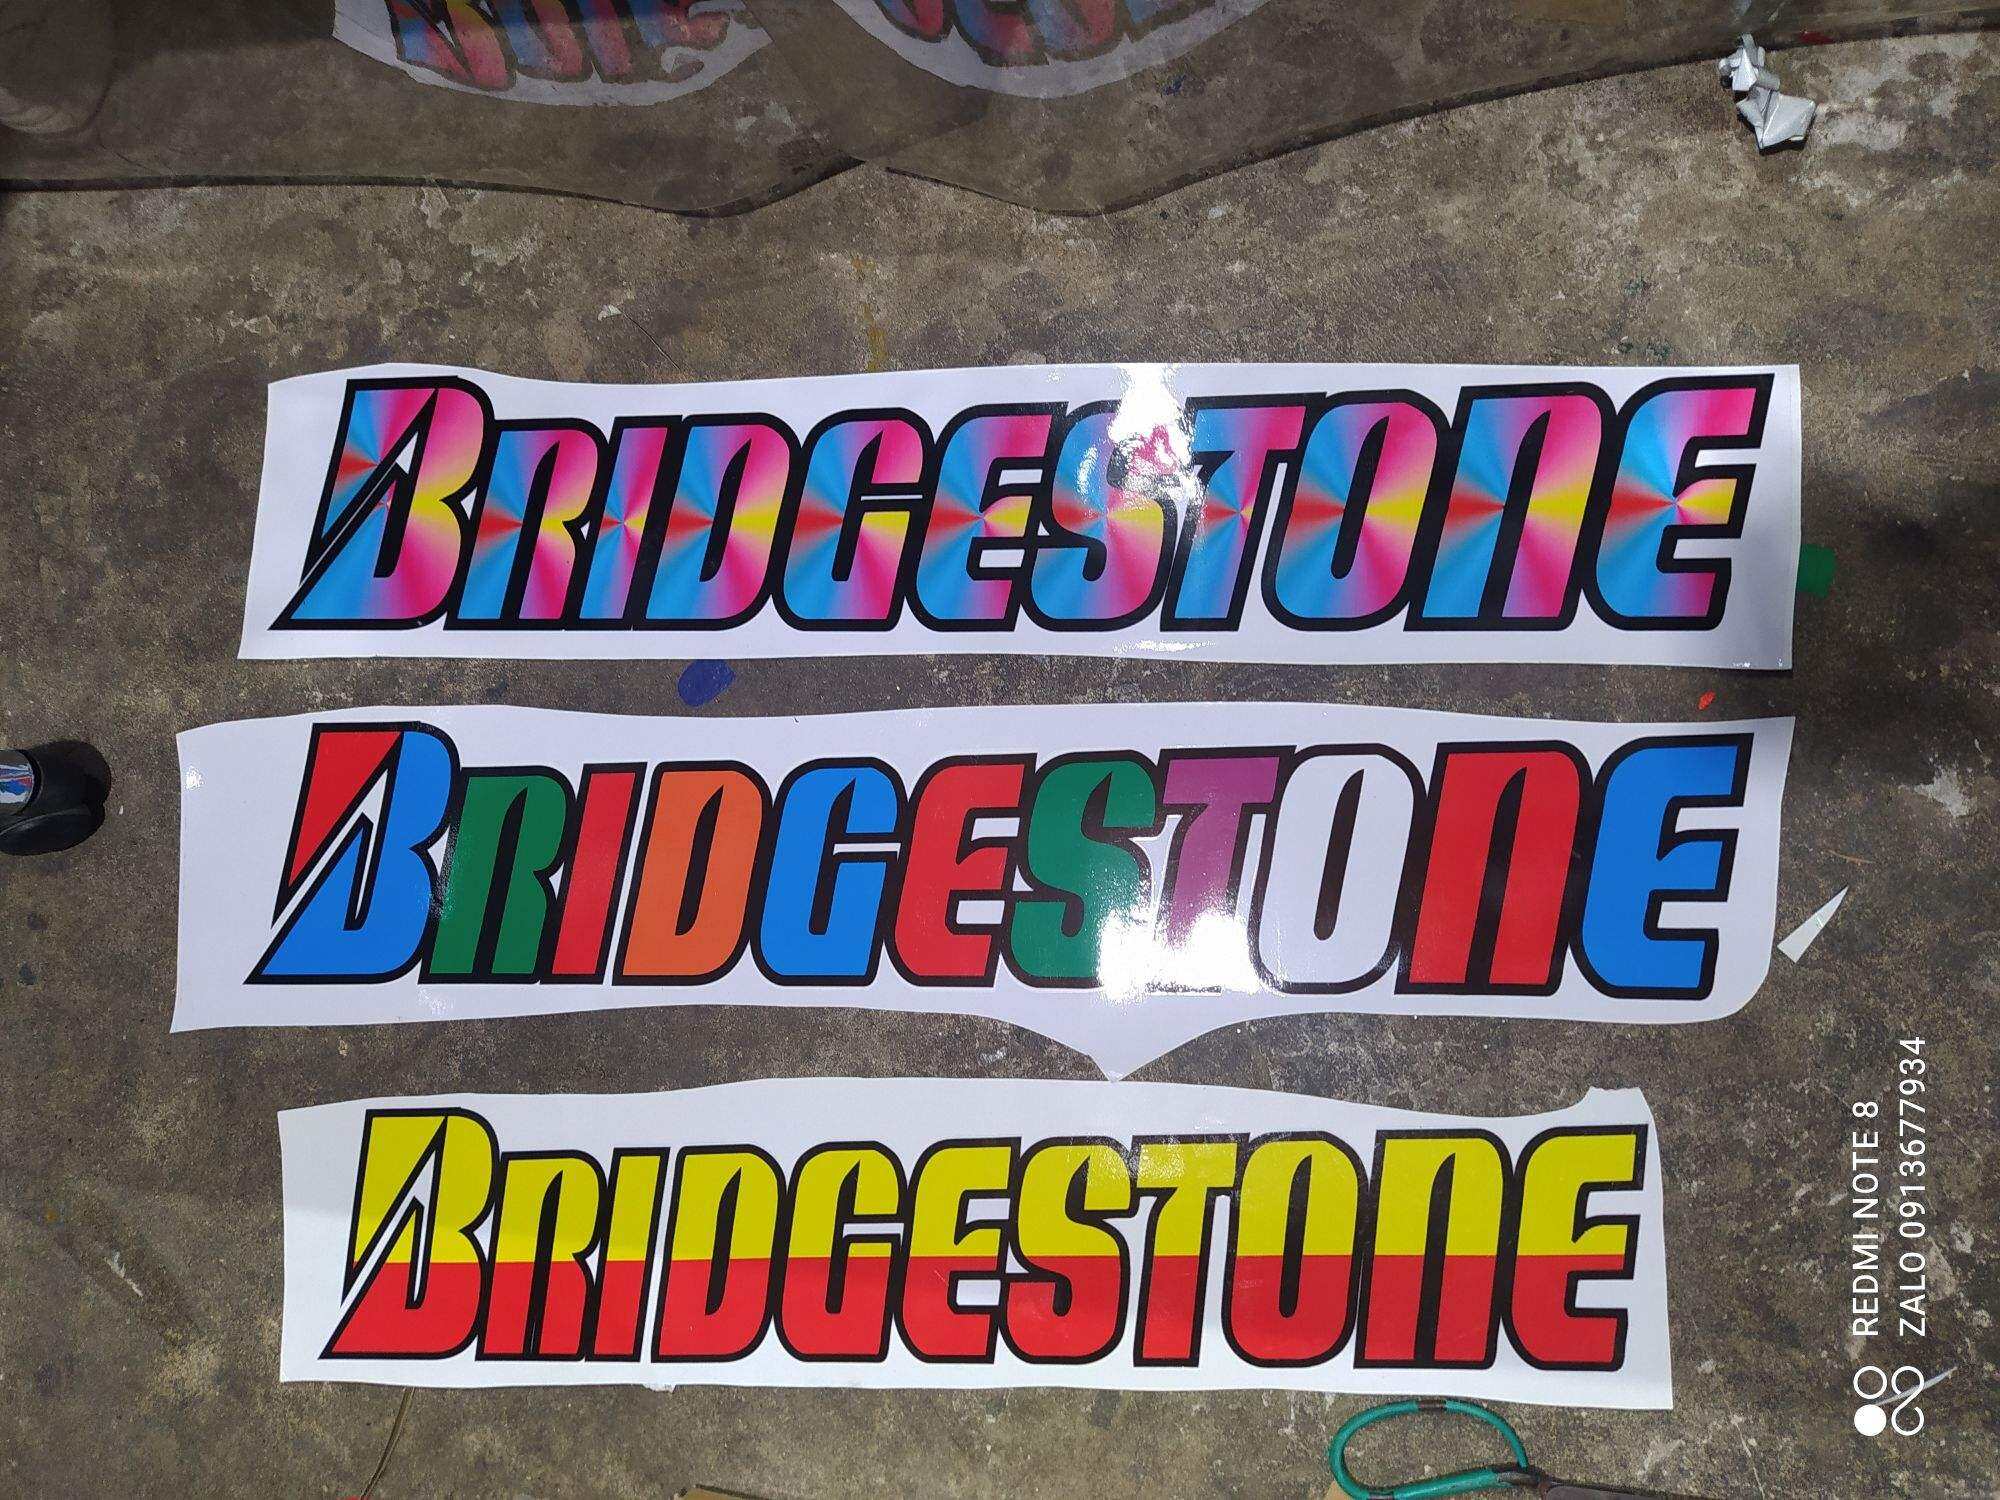 BRIDGESTONE
BRIDGESTONE
BRIDGESTONE
REDMI NOTE 8
ZALO 0913677934